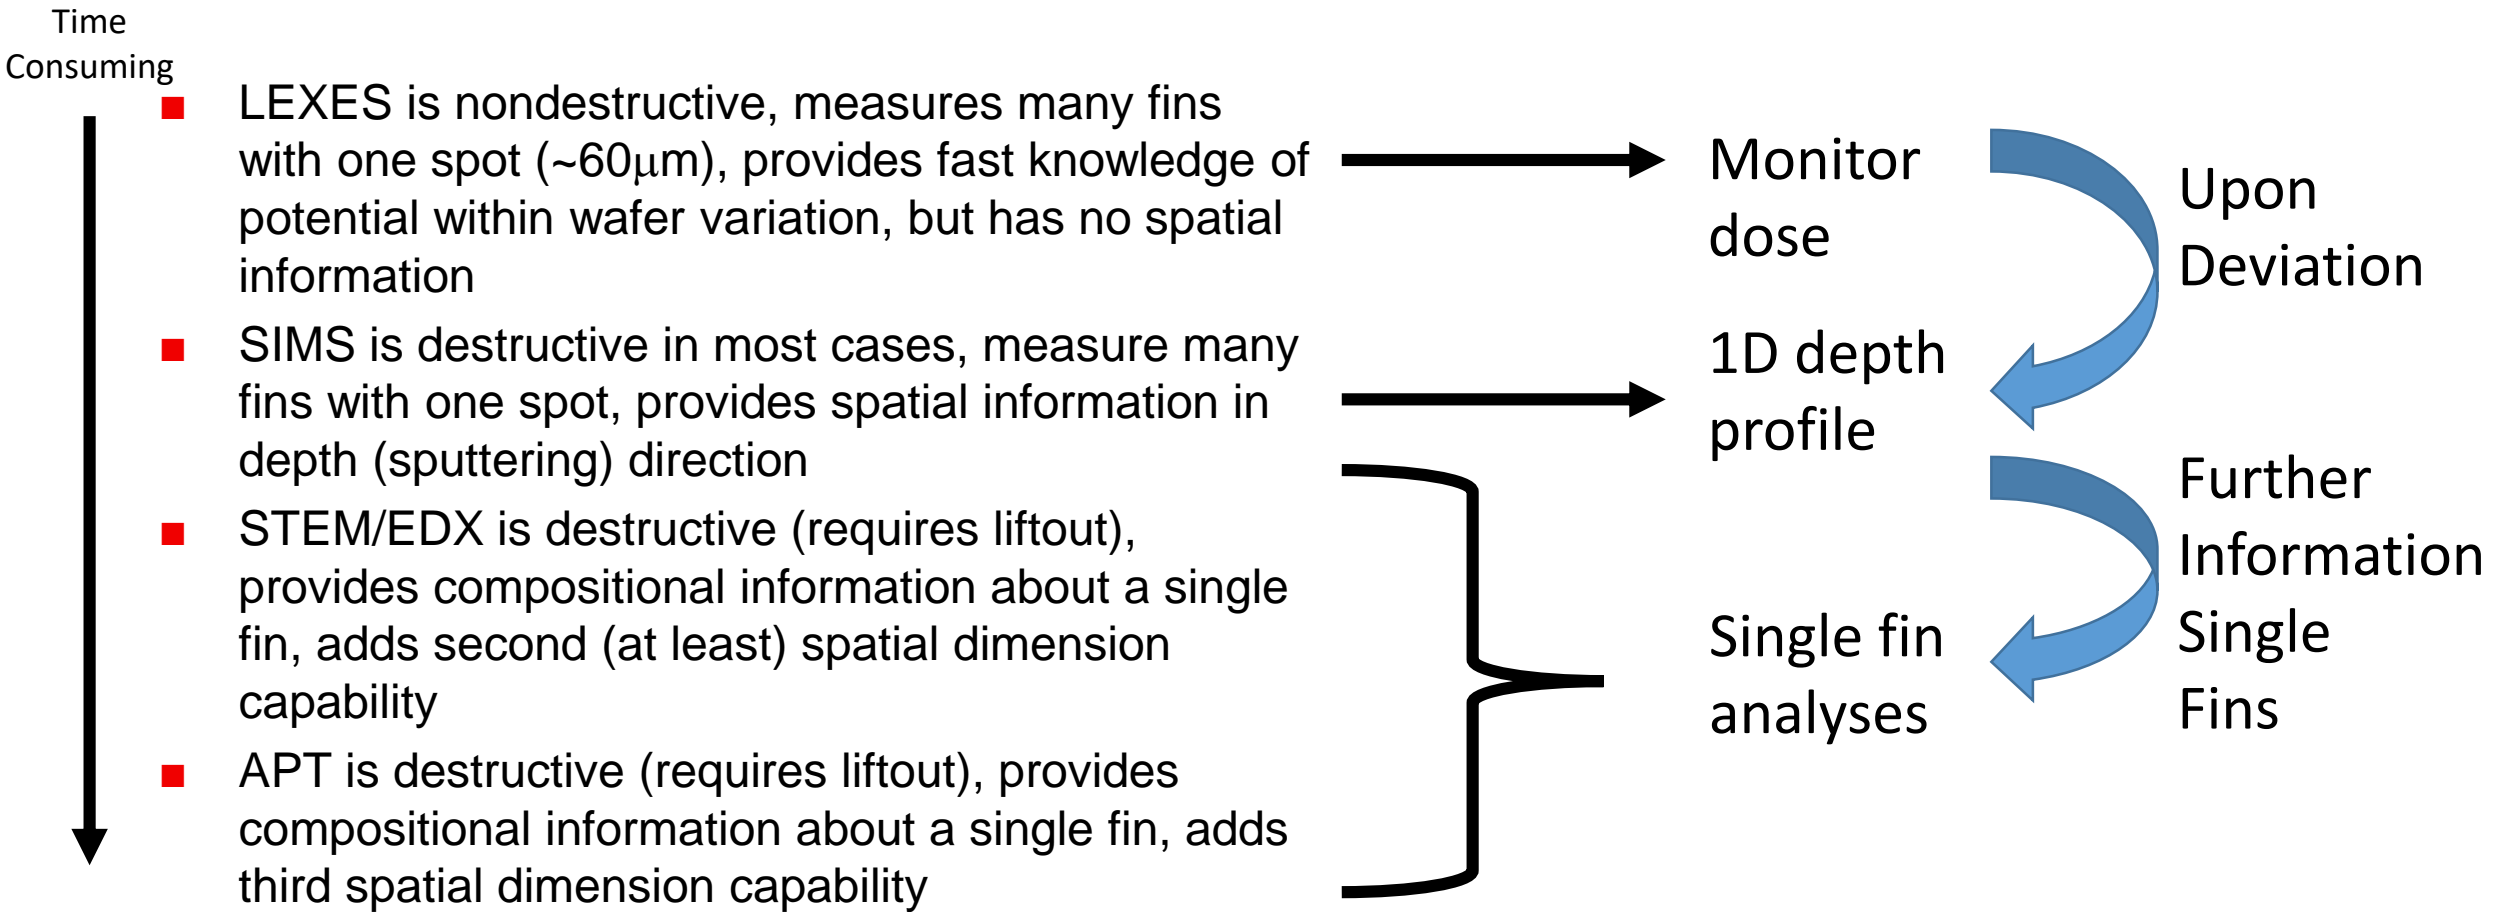 Time
Consuming
■ LEXES is nondestructive, measures many fins
with one spot (~60μm), provides fast knowledge of
potential within wafer variation, but has no spatial
information
■ SIMS is destructive in most cases, measure many
fins with one spot, provides spatial information in
depth (sputtering) direction
■ STEM/EDX is destructive (requires liftout),
provides compositional information about a single
fin, adds second (at least) spatial dimension
capability
■ APT is destructive (requires liftout), provides
compositional information about a single fin, adds
third spatial dimension capability
Monitor
dose
1D depth
profile
Single fin
analyses
Upon
Deviation
Further
Information
Single
Fins